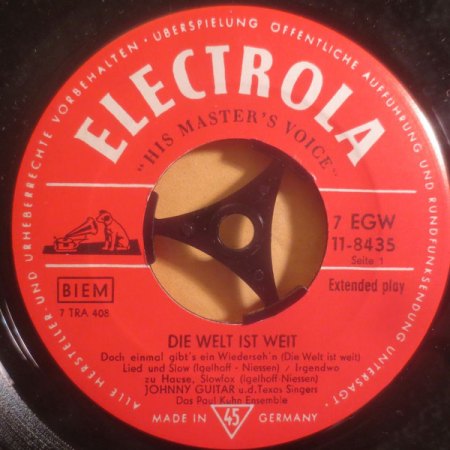 ALLE HERSTELLER UND URHEBERRECHTE VORBEHALTEN · ÜBERSPIELUNG ÖFFENTLICHE AUFFÜHRUNG UND RUNDFUNKSENDUNG UNTERSAGT ·
ELECTROLA
"HIS MASTER'S VOICE"
7 EGW
11-8435
Seite 1
BIEM
Extended play
7 TRA 408
DIE WELT IST WEIT
Doch einmal gibt's ein Wiederseh'n (Die Welt ist weit)
Lied und Slow (Igelhoff - Niessen) / Irgendwo
zu Hause, Slowfox (Igelhoff-Niessen)
JOHNNY GUITAR u.d. Texas Singers
Das Paul Kuhn Ensemble
MADE IN 45 GERMANY